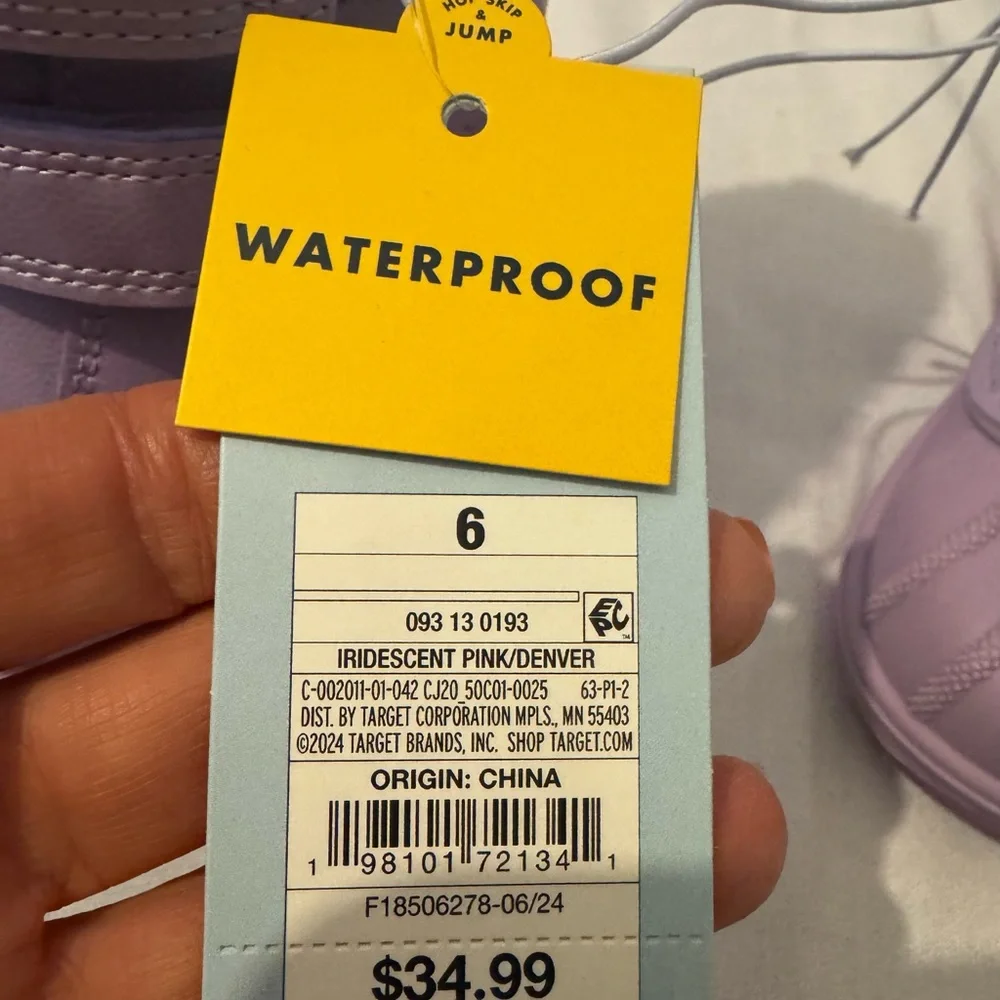 HOP SKIP
&
JUMP
WATERPROOF
6
093 13 0193
EPC
TM
IRIDESCENT PINK/DENVER
C-002011-01-042 CJ20_50C01-0025 63-P1-2
DIST. BY TARGET CORPORATION MPLS., MN 55403
©2024 TARGET BRANDS, INC. SHOP TARGET.COM
ORIGIN: CHINA
1 98101 72134 1
F18506278-06/24
$34.99